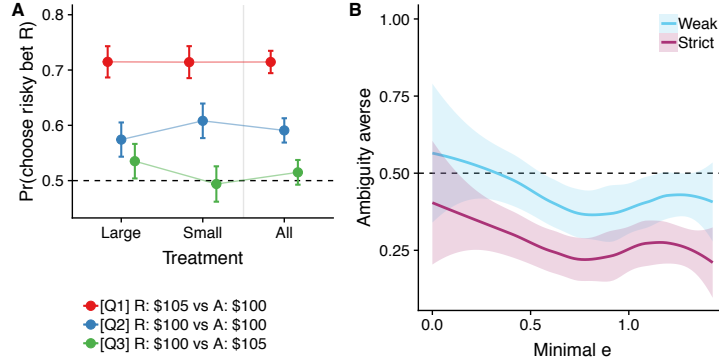 A
Pr(choose risky bet R)
0.8
0.7
0.6
0.5
Large Small All
Treatment
[Q1] R: $105 vs A: $100
[Q2] R: $100 vs A: $100
[Q3] R: $100 vs A: $105
B
Ambiguity averse
1.00
0.75
0.50
0.25
0.0 0.5 1.0
Minimal e
Weak
Strict